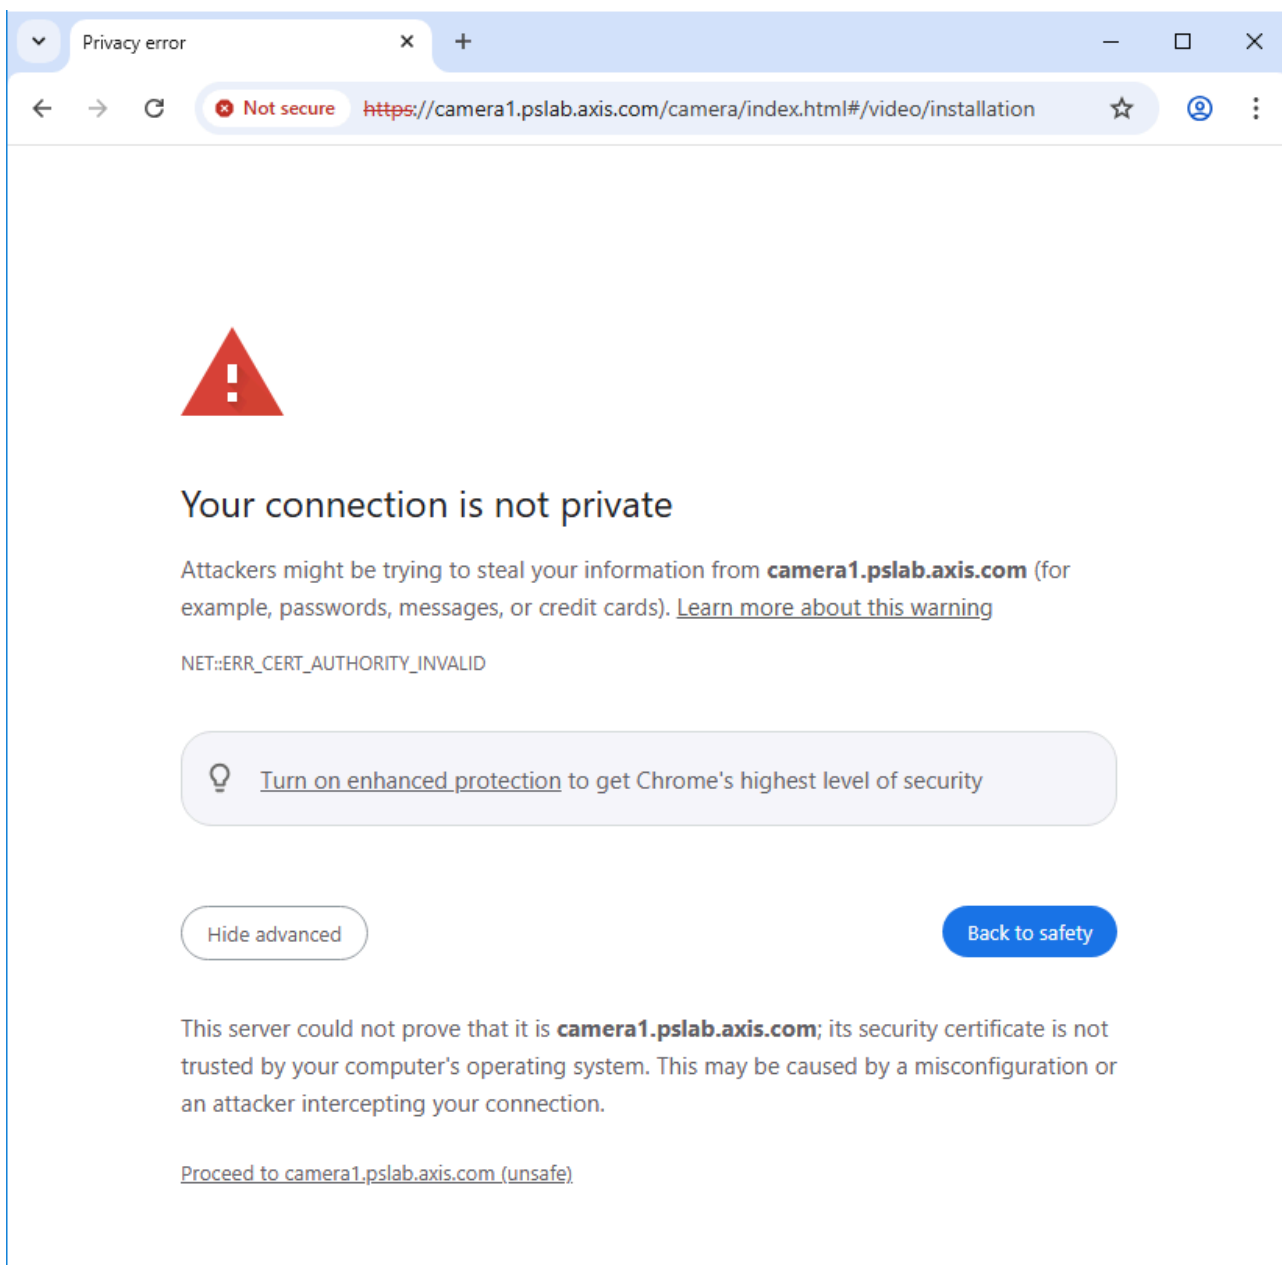 Privacy error
Not secure https://camera1.pslab.axis.com/camera/index.html#/video/installation
Your connection is not private
Attackers might be trying to steal your information from camera1.pslab.axis.com (for
example, passwords, messages, or credit cards). Learn more about this warning
NET::ERR_CERT_AUTHORITY_INVALID
Turn on enhanced protection to get Chrome's highest level of security
Hide advanced
Back to safety
This server could not prove that it is camera1.pslab.axis.com; its security certificate is not
trusted by your computer's operating system. This may be caused by a misconfiguration or
an attacker intercepting your connection.
Proceed to camera1.pslab.axis.com (unsafe)